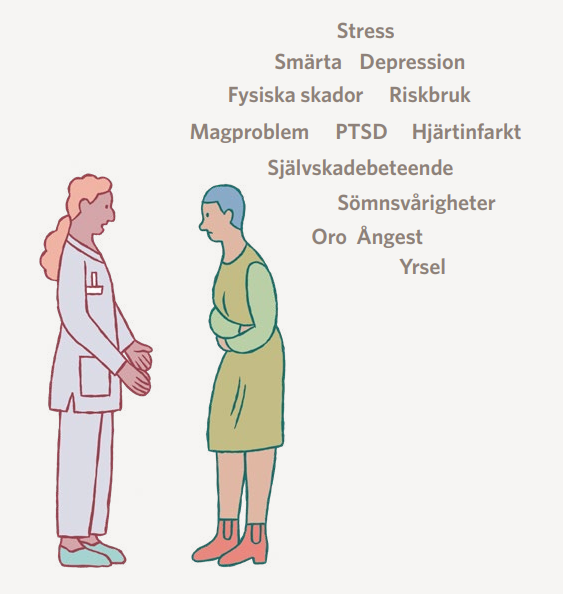 Stress
Smärta Depression
Fysiska skador Riskbruk
Magproblem PTSD Hjärtinfarkt
Självskadebeteende
Sömnsvårigheter
Oro Ångest
Yrsel